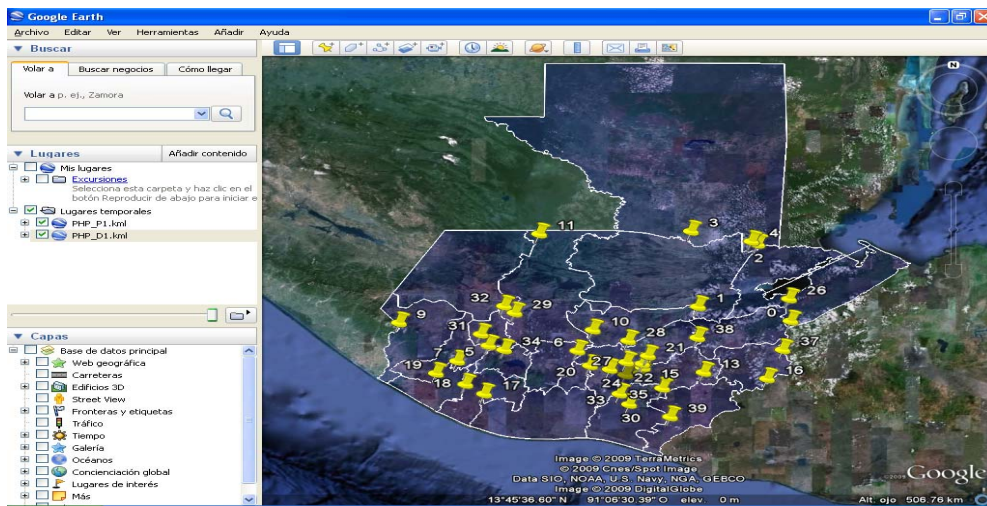 Google Earth
Archivo Editar Ver Herramientas Añadir Ayuda
Buscar
Volar a Buscar negocios Cómo llegar
Volar a p. ej., Zamora
Lugares Añadir contenido
Mis lugares
Excursiones
Selecciona esta carpeta y haz clic en el
botón Reproducir de abajo para iniciar e
Lugares temporales
PHP_P1.kml
PHP_D1.kml
Capas
Base de datos principal
Web geográfica
Carreteras
Edificios 3D
Street View
Fronteras y etiquetas
Tráfico
Tiempo
Galería
Océanos
Concienciación global
Lugares de interés
Más
N
11
3
4
2
26
32
29
1
0
9
10
38
31
28
37
34
6
21
7
5
27
13
19
20
16
22
15
18
17
24
33
35
39
30
Image © 2009 TerraMetrics
© 2009 Cnes/Spot Image
Data SIO, NOAA, U.S. Navy, NGA, GEBCO
Image © 2009 DigitalGlobe
©2009 Google
13°45'36.60" N 91°06'30.39" O elev. 0 m Alt. ojo 506.76 km